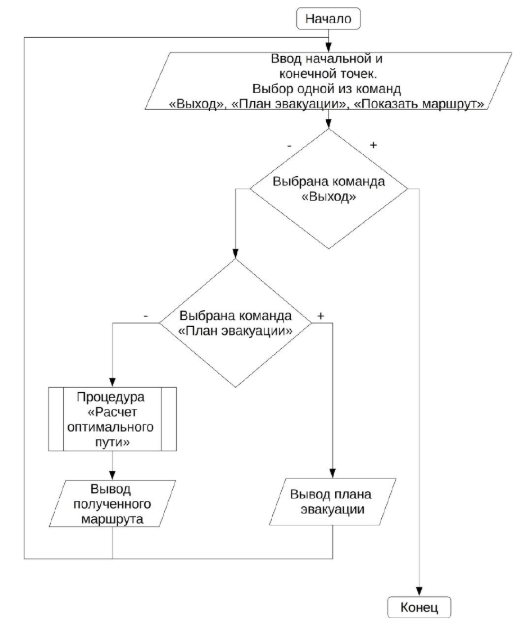 Начало
Ввод начальной и
конечной точек.
Выбор одной из команд
«Выход», «План эвакуации», «Показать маршрут»
- +
Выбрана команда
«Выход»
- +
Выбрана команда
«План эвакуации»
Процедура
«Расчет
оптимального
пути»
Вывод
полученного
маршрута
Вывод плана
эвакуации
Конец